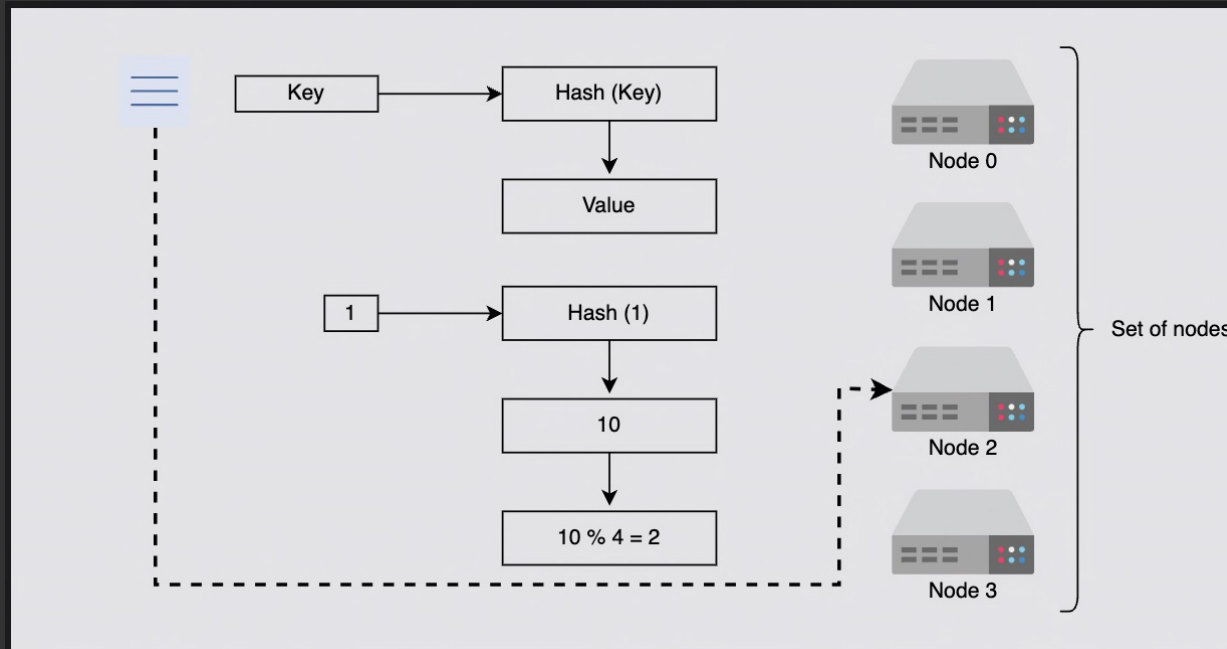 Key
Hash (Key)
Value
1
Hash (1)
10
10 % 4 = 2
Node 0
Node 1
Node 2
Node 3
Set of nodes